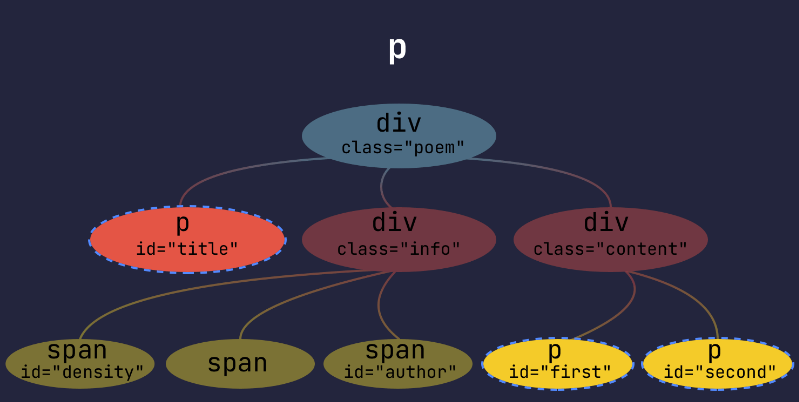 p
div
class="poem"
p
id="title"
div
class="info"
div
class="content"
span
id="density"
span
span
id="author"
p
id="first"
p
id="second"